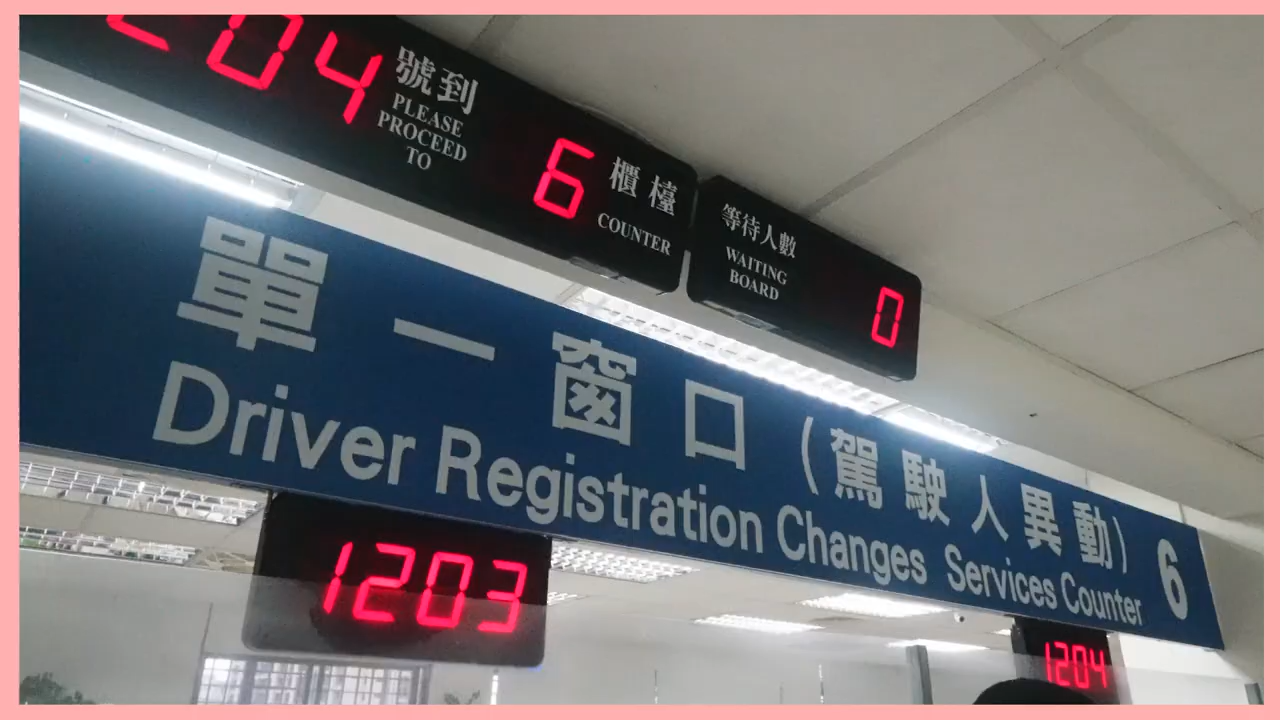 204 號到
PLEASE
PROCEED
TO
6 櫃檯
COUNTER
等待人數
WAITING
BOARD
0
單一窗口（駕駛人異動）
Driver Registration Changes Services Counter 6
1203
1204